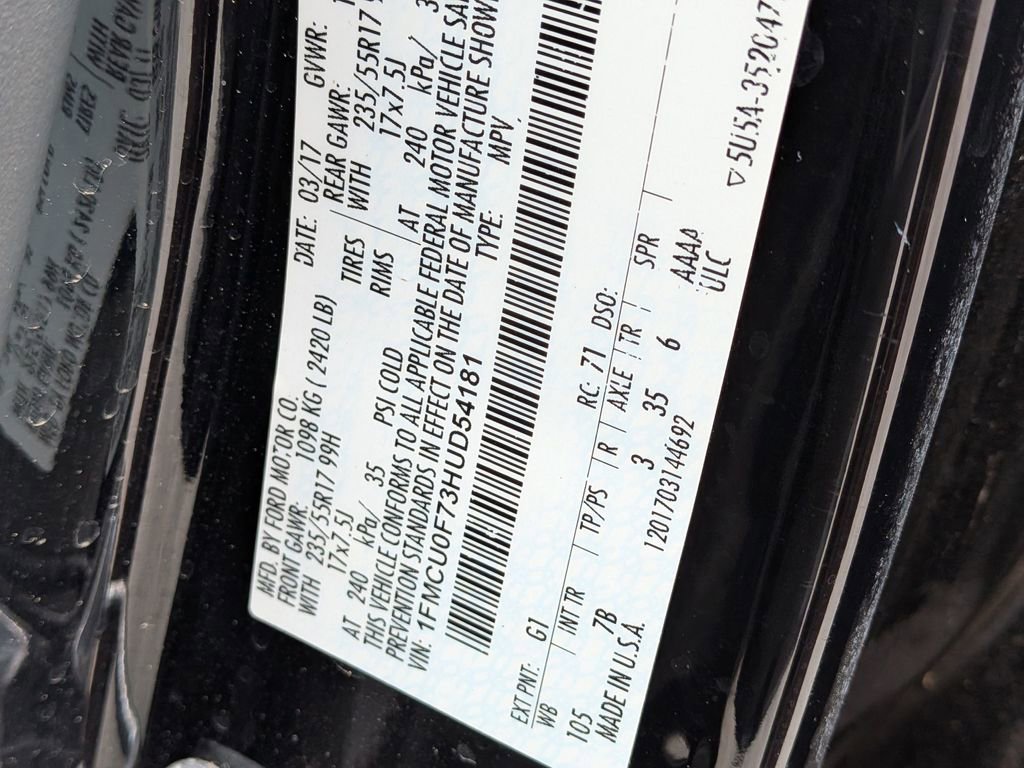 MFD. BY FORD MOTOR CO.
DATE: 03/17 GVWR:
FRONT GAWR: 1098 KG ( 2420 LB) REAR GAWR:
WITH 235/55R17 99H TIRES WITH 235/55R17
17x7.5J RIMS 17x7.5J
AT 240 kPa/ 35 PSI COLD AT 240 kPa/
THIS VEHICLE CONFORMS TO ALL APPLICABLE FEDERAL MOTOR VEHICLE
PREVENTION STANDARDS IN EFFECT ON THE DATE OF MANUFACTURE SHOWN
VIN: 1FMCU0F73HUD54181 TYPE: MPV
EXT PNT: G1 RC: 71 DSO:
WB INT TR TP/PS R AXLE TR SPR
105 7B 3 35 6 AAAA
MADE IN U.S.A. 1201703144692 ULC
▽5U5A-3520472